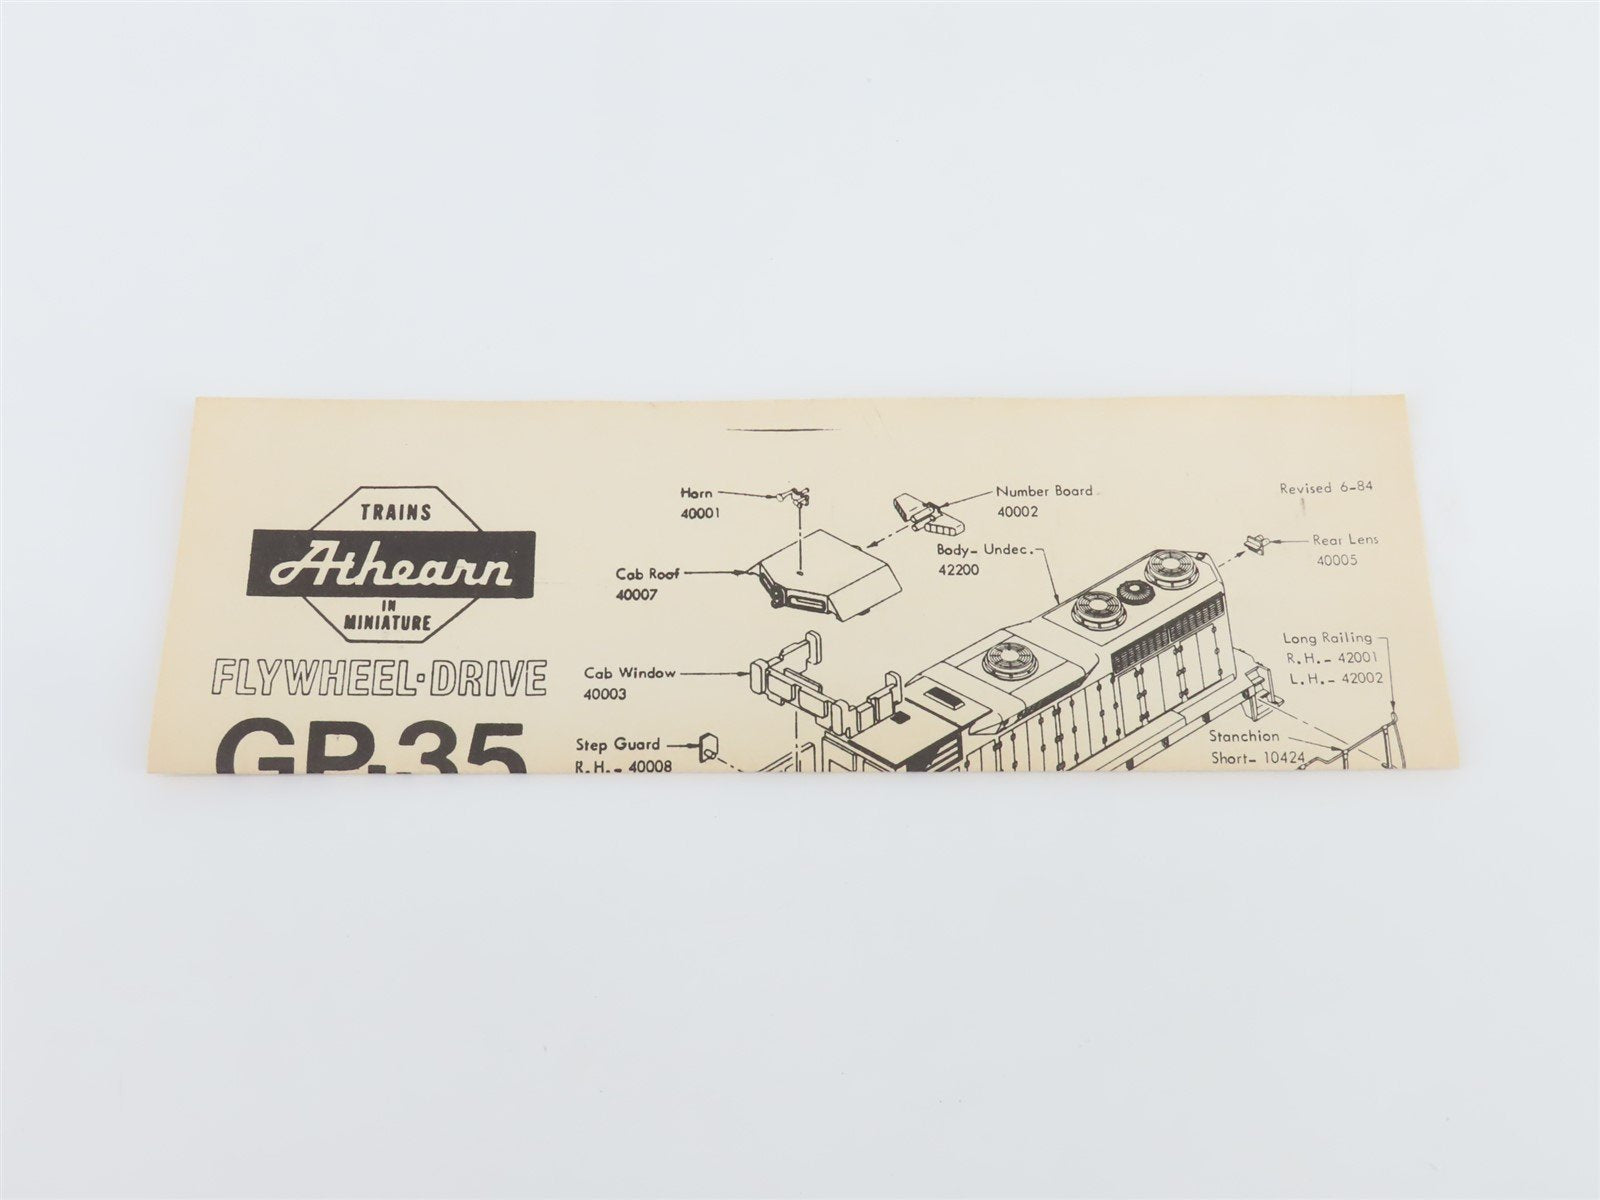 TRAINS
Athearn
IN
MINIATURE
FLYWHEEL·DRIVE
GP-35
Horn
40001
Number Board
40002
Revised 6-84
Cab Roof
40007
Body- Undec.
42200
Rear Lens
40005
Cab Window
40003
Long Railing
R.H.- 42001
L.H.- 42002
Step Guard
R.H.- 40008
Stanchion
Short- 10424